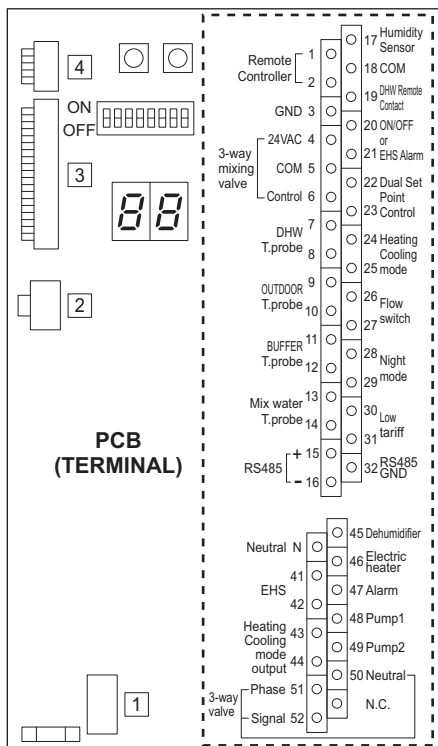 4
ON
OFF
3
88
2
PCB
(TERMINAL)
1
Remote
Controller
1
2
GND 3
3-way
mixing
valve
24VAC 4
COM 5
Control 6
DHW
T.probe
7
8
OUTDOOR
T.probe
9
10
BUFFER
T.probe
11
12
Mix water
T.probe
13
14
RS485
+ 15
- 16
17 Humidity
Sensor
18 COM
19 DHW Remote
Contact
20 ON/OFF
or
21 EHS Alarm
22 Dual Set
Point
23 Control
24 Heating
Cooling
25 mode
26
Flow
switch
27
28
Night
mode
29
30
Low
tariff
31
32 RS485
GND
Neutral N
EHS
41
42
Heating
Cooling
mode
output
43
44
3-way
valve
Phase 51
Signal 52
45 Dehumidifier
46 Electric
heater
47 Alarm
48 Pump1
49 Pump2
50 Neutral
N.C.